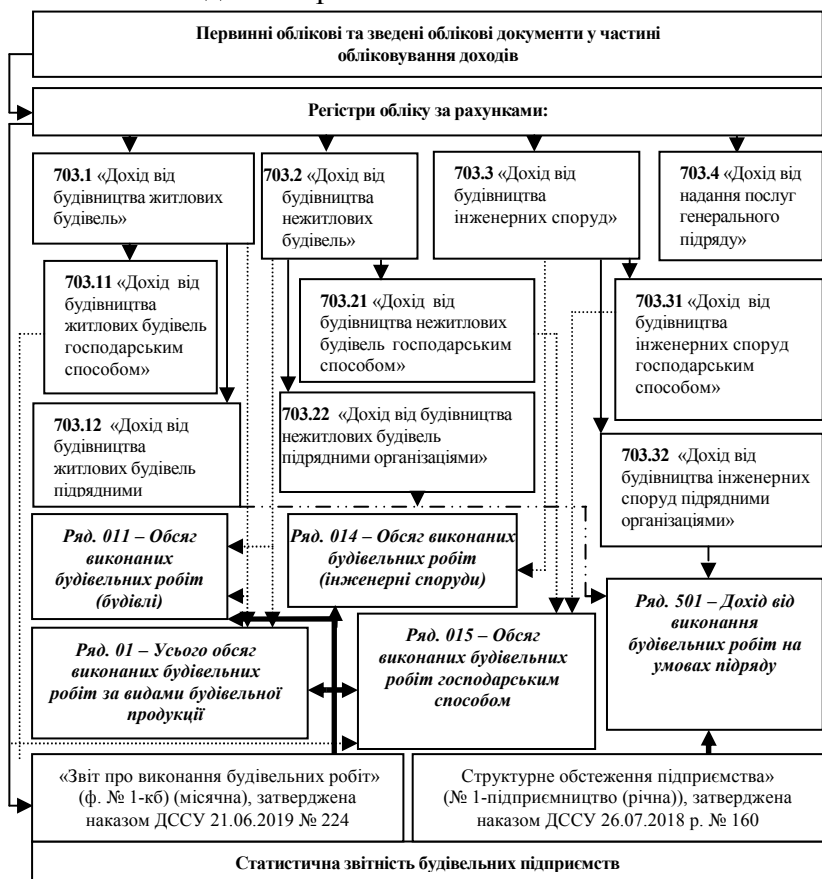 Первинні облікові та зведені облікові документи у частині
обліковування доходів
Регістри обліку за рахунками:
703.1 «Дохід від
будівництва житлових
будівель»
703.2 «Дохід від
будівництва
нежитлових
будівель»
703.3 «Дохід від
будівництва
інженерних споруд»
703.4 «Дохід від
надання послуг
генерального
підряду»
703.11 «Дохід від
будівництва
житлових будівель
господарським
способом»
703.21 «Дохід від
будівництва нежитлових
будівель господарським
способом»
703.31 «Дохід від
будівництва
інженерних споруд
господарським
способом»
703.12 «Дохід від
будівництва
житлових будівель
підрядними
703.22 «Дохід від будівництва
нежитлових будівель
підрядними організаціями»
703.32 «Дохід від
будівництва інженерних
споруд підрядними
організаціями»
Ряд. 011 – Обсяг
виконаних
будівельних робіт
(будівлі)
Ряд. 014 – Обсяг виконаних
будівельних робіт
(інженерні споруди)
Ряд. 501 – Дохід від
виконання
будівельних робіт на
умовах підряду
Ряд. 01 – Усього обсяг
виконаних будівельних
робіт за видами будівельної
продукції
Ряд. 015 – Обсяг
виконаних будівельних
робіт господарським
способом
«Звіт про виконання будівельних робіт»
(ф. № 1-кб) (місячна), затверджена
наказом ДССУ 21.06.2019 № 224
Структурне обстеження підприємства»
(№ 1-підприємництво (річна)), затверджена
наказом ДССУ 26.07.2018 р. № 160
Статистична звітність будівельних підприємств